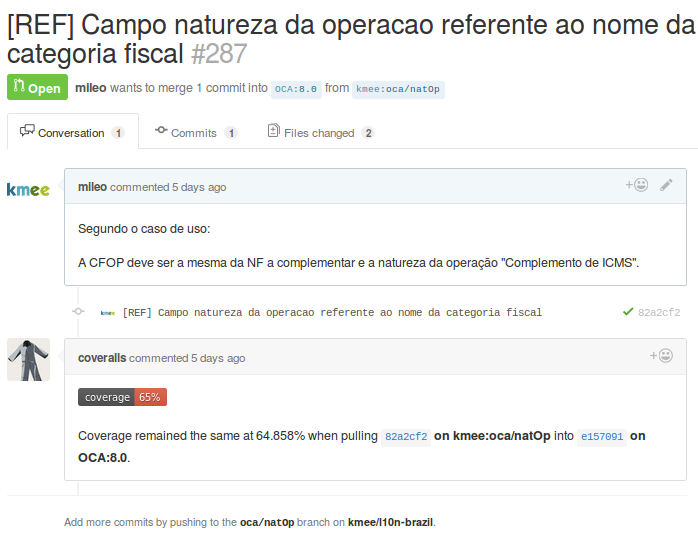 [REF] Campo natureza da operacao referente ao nome da
categoria fiscal #287
Open mileo wants to merge 1 commit into OCA:8.0 from kmee:oca/natOp
Conversation 1 Commits 1 Files changed 2
kmee
mileo commented 5 days ago
Segundo o caso de uso:
A CFOP deve ser a mesma da NF a complementar e a natureza da operação "Complemento de ICMS".
kmee [REF] Campo natureza da operacao referente ao nome da categoria fiscal 82a2cf2
coveralls commented 5 days ago
coverage 65%
Coverage remained the same at 64.858% when pulling 82a2cf2 on kmee:oca/natOp into e157091 on
OCA:8.0.
Add more commits by pushing to the oca/natOp branch on kmee/l10n-brazil.